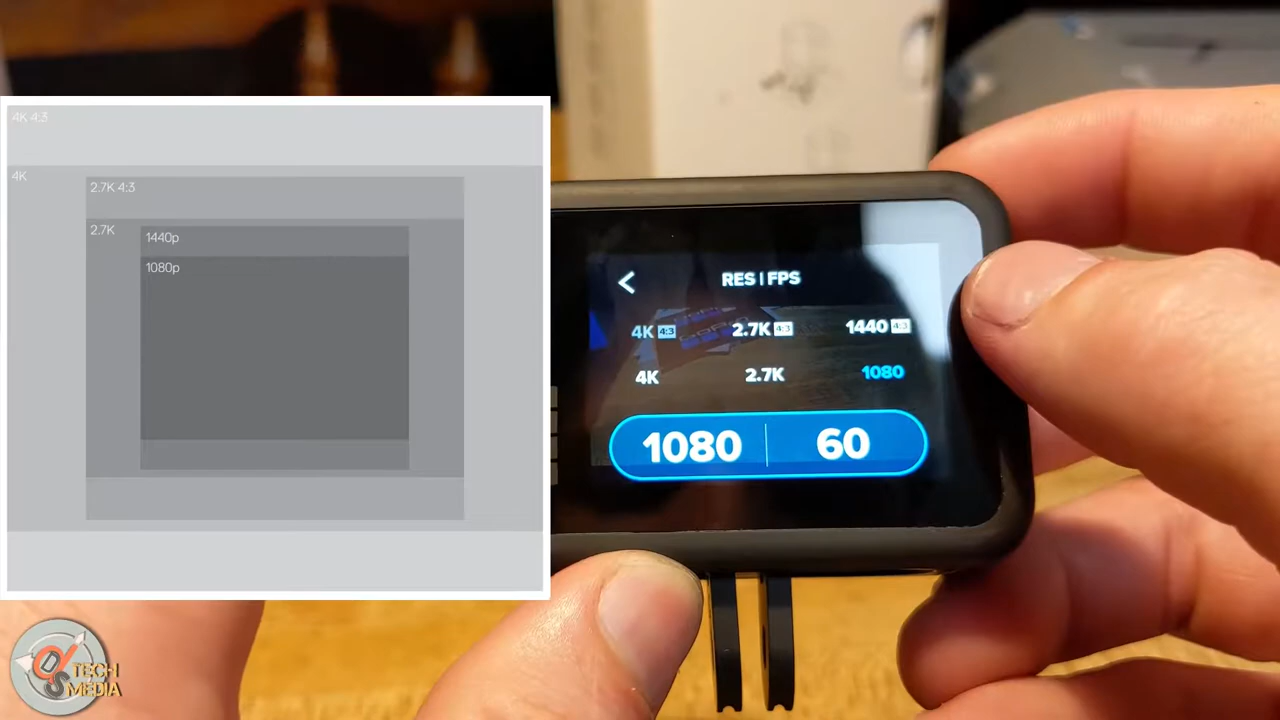 4K 4:3
4K
2.7K 4:3
2.7K
1440p
1080p
RES | FPS
4K 4:3 2.7K 4:3 1440 4:3
4K 2.7K 1080
1080 | 60
TECH
MEDIA